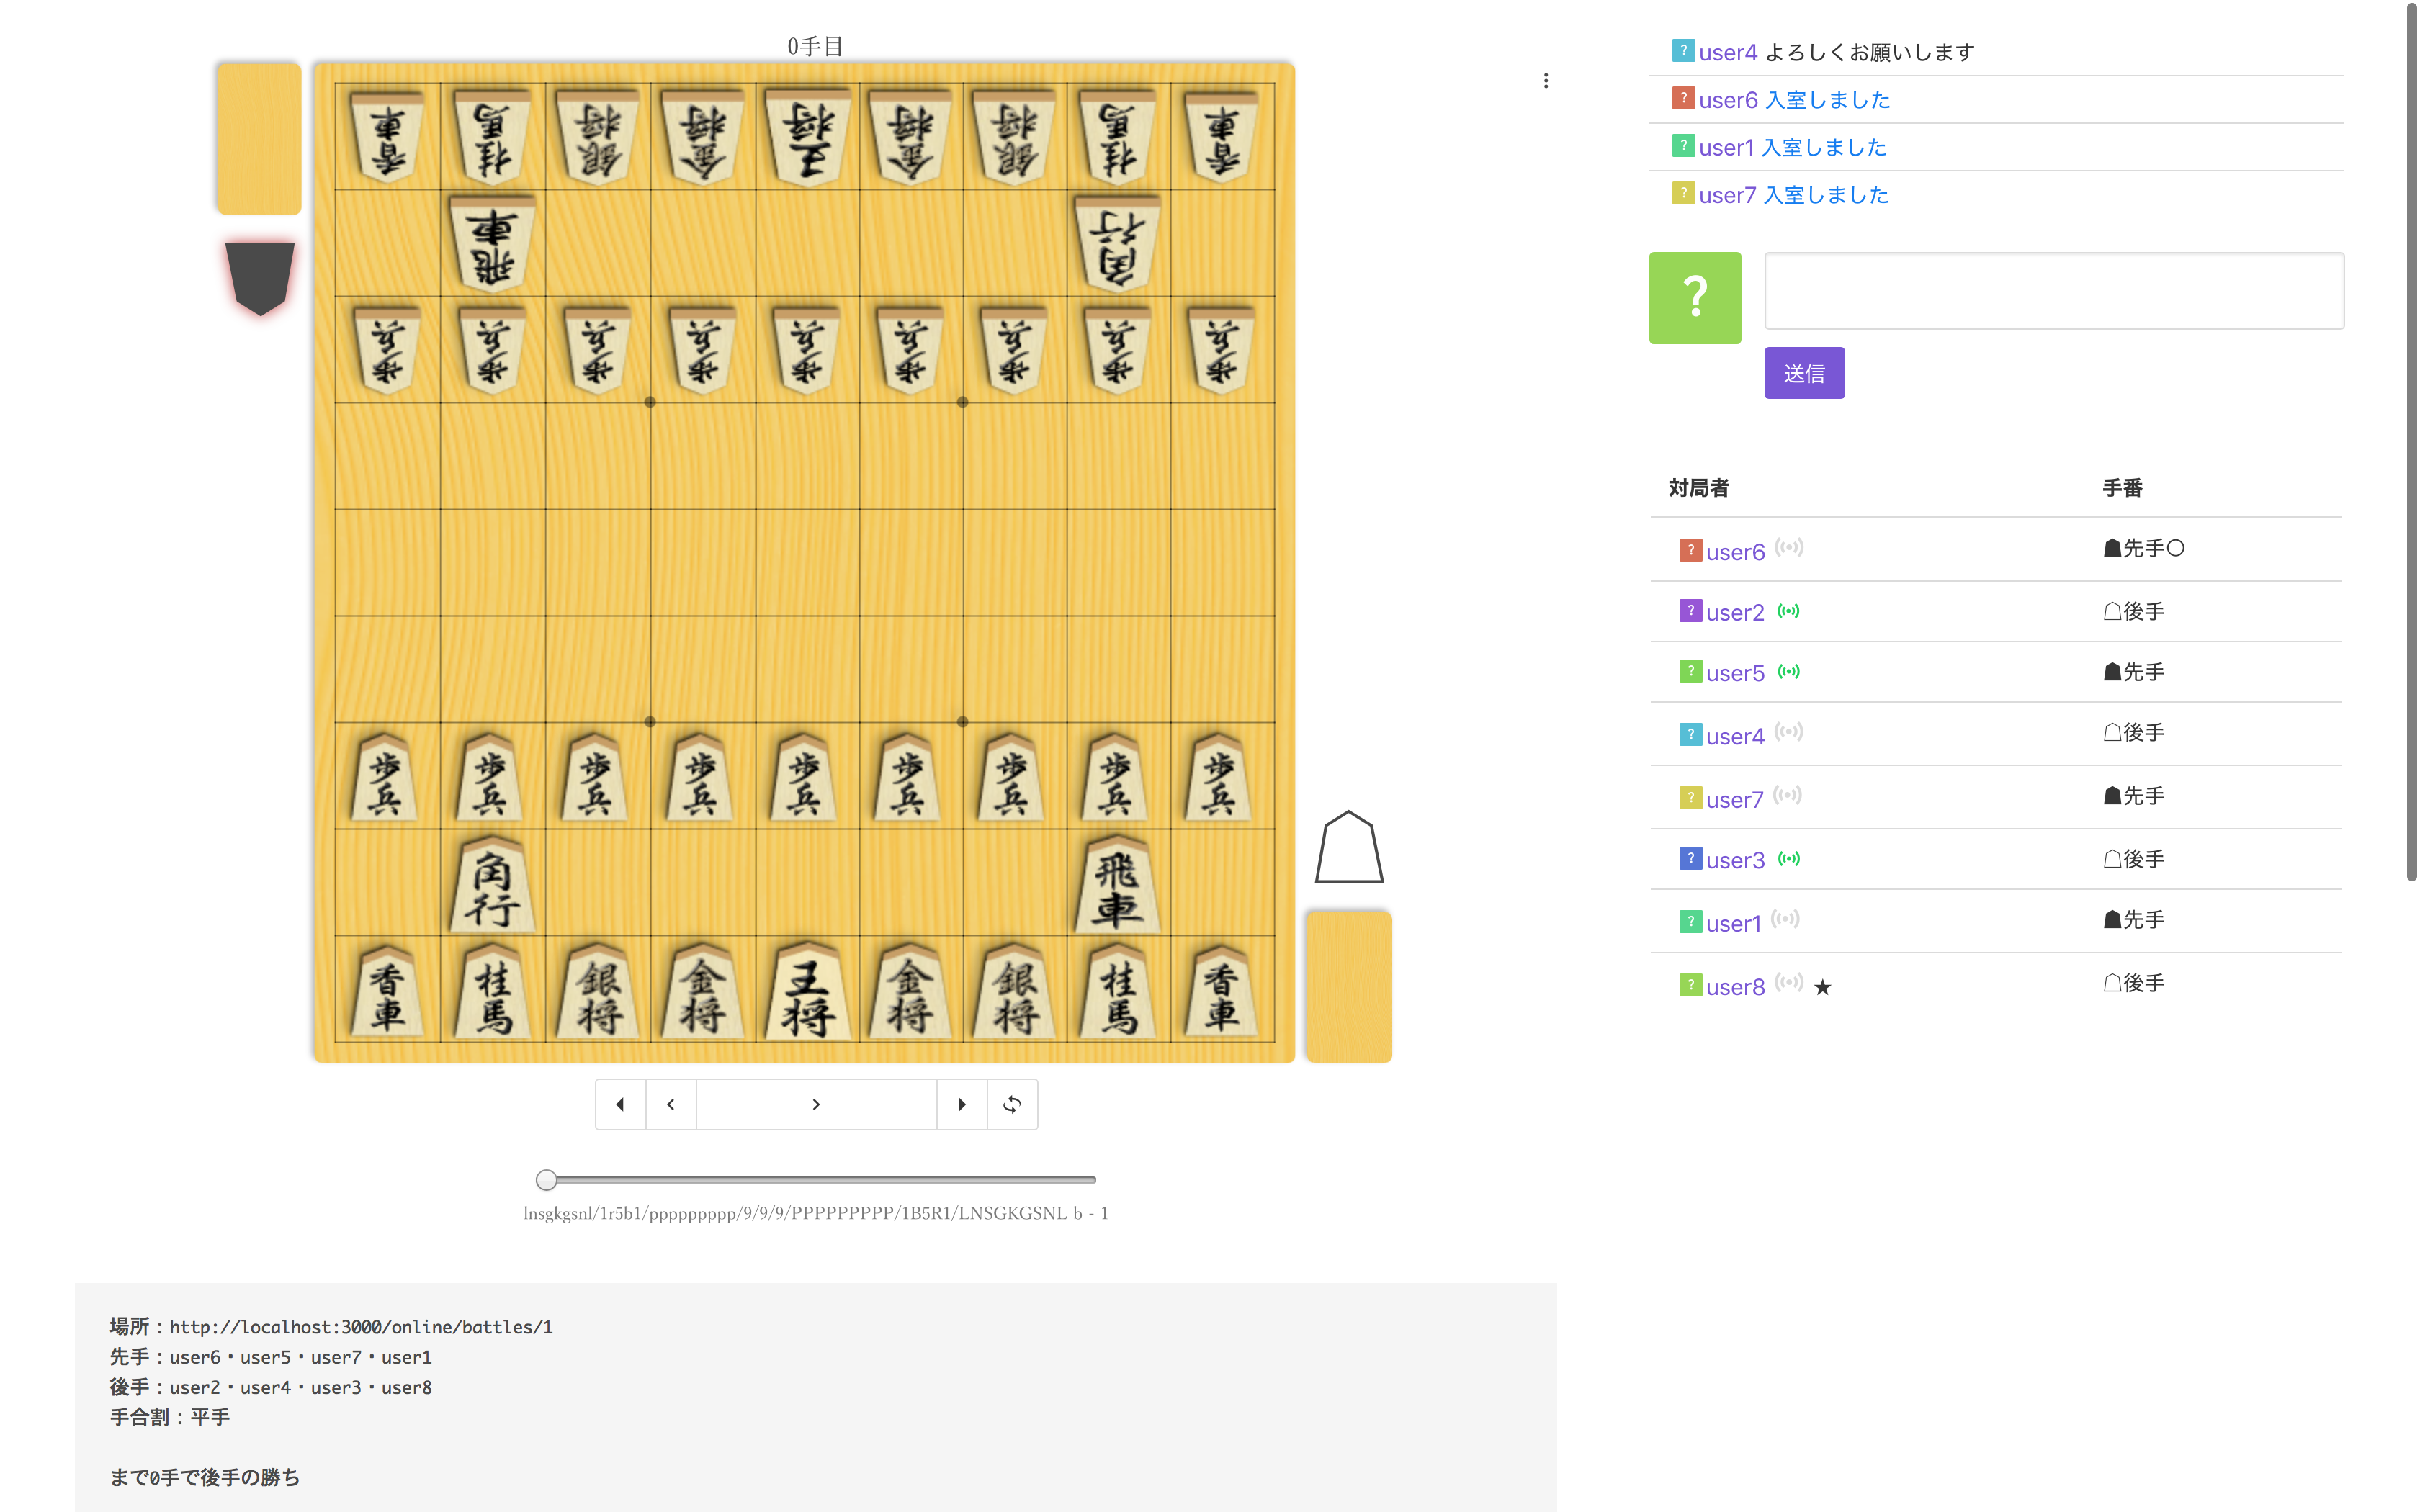 0手目
香車 桂馬 銀将 金将 王将 金将 銀将 桂馬 香車
飛車 角行
歩兵 歩兵 歩兵 歩兵 歩兵 歩兵 歩兵 歩兵 歩兵
歩兵 歩兵 歩兵 歩兵 歩兵 歩兵 歩兵 歩兵 歩兵
角行 飛車
香車 桂馬 銀将 金将 王将 金将 銀将 桂馬 香車
lnsgkgsnl/1r5b1/ppppppppp/9/9/9/PPPPPPPPP/1B5R1/LNSGKGSNL b - 1
場所：http://localhost:3000/online/battles/1
先手：user6・user5・user7・user1
後手：user2・user4・user3・user8
手合割：平手
まで0手で後手の勝ち
? user4 よろしくお願いします
? user6 入室しました
? user1 入室しました
? user7 入室しました
?
送信
対局者 手番
? user6 ☗先手○
? user2 ☖後手
? user5 ☗先手
? user4 ☖後手
? user7 ☗先手
? user3 ☖後手
? user1 ☗先手
? user8 ★ ☖後手